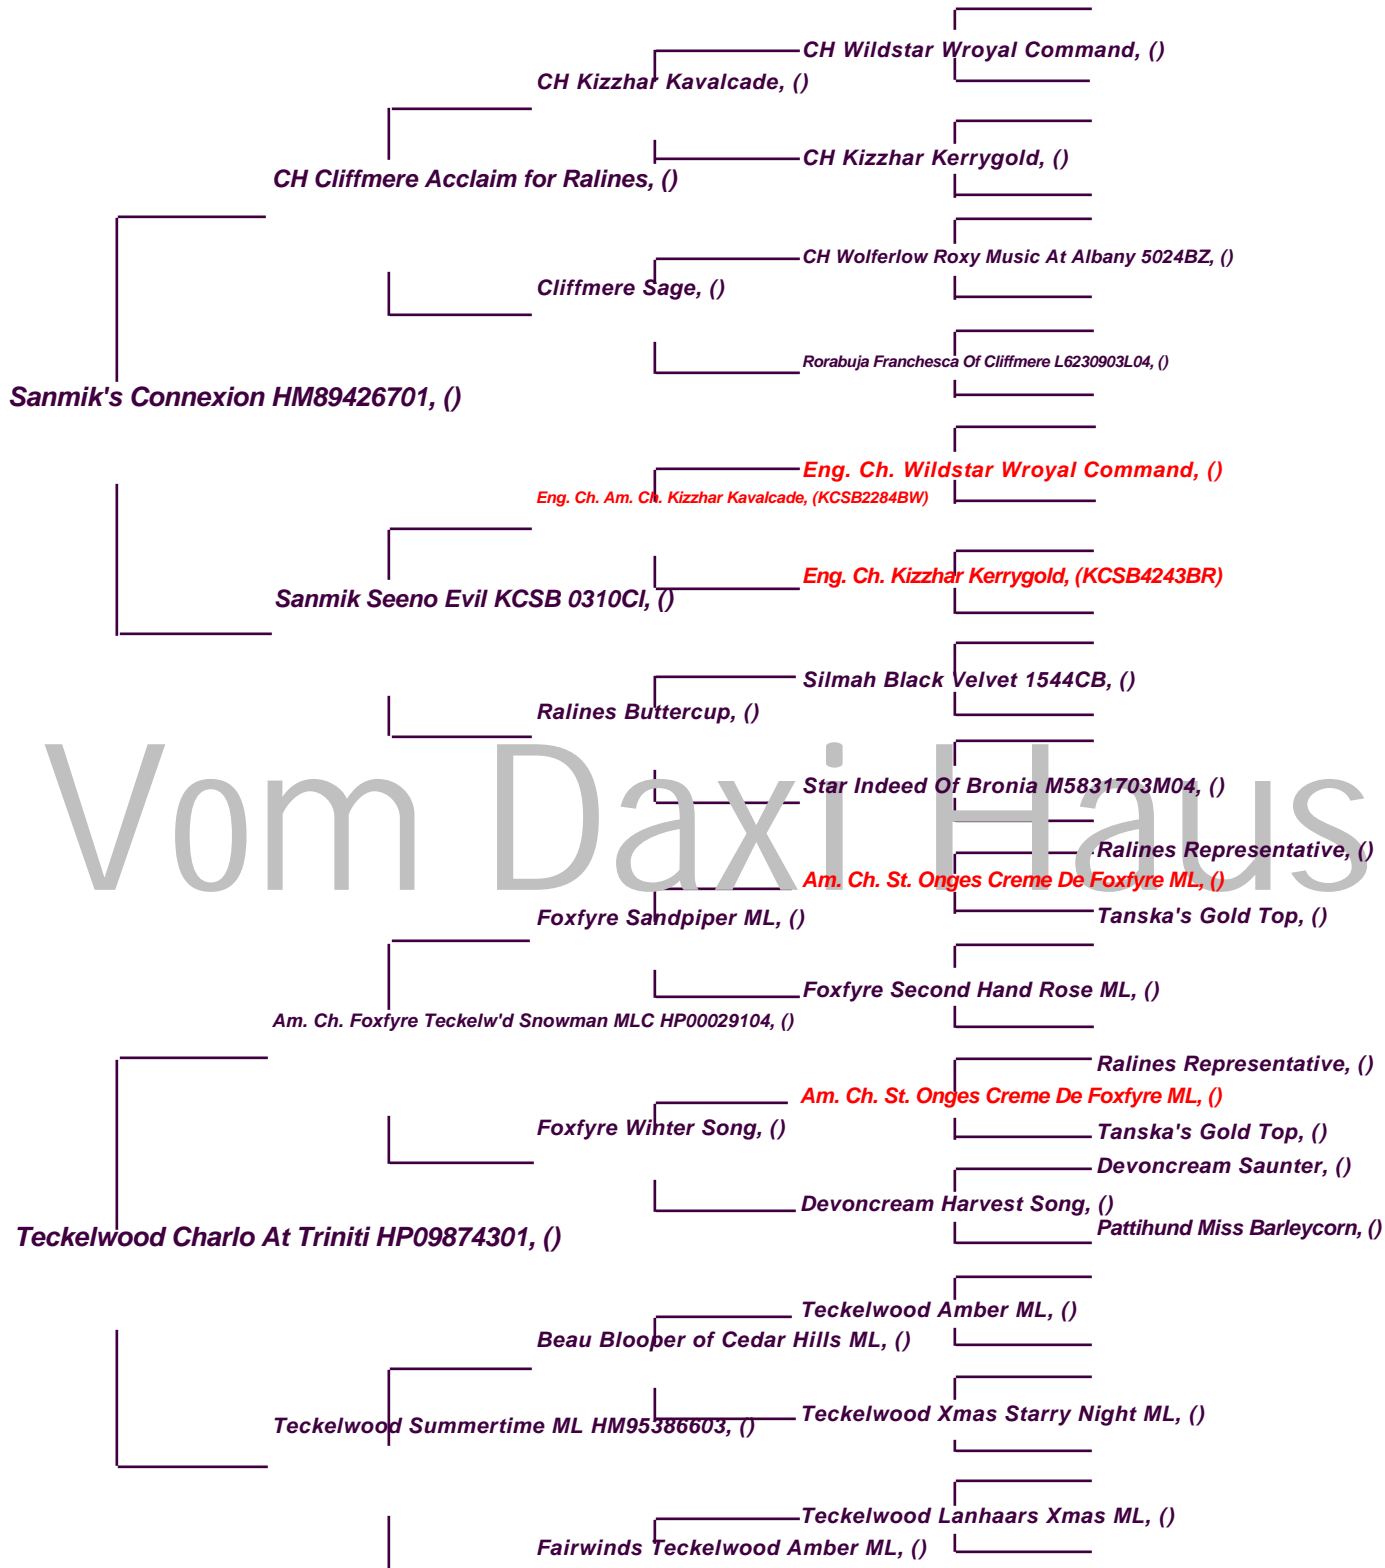 CH Wildstar Wroyal Command, ()
CH Kizzhar Kavalcade, ()
CH Kizzhar Kerrygold, ()
CH Cliffmere Acclaim for Ralines, ()
CH Wolferlow Roxy Music At Albany 5024BZ, ()
Cliffmere Sage, ()
Rorabuja Franchesca Of Cliffmere L6230903L04, ()
Sanmik's Connexion HM89426701, ()
Eng. Ch. Wildstar Wroyal Command, ()
Eng. Ch. Am. Ch. Kizzhar Kavalcade, (KCSB2284BW)
Eng. Ch. Kizzhar Kerrygold, (KCSB4243BR)
Sanmik Seeno Evil KCSB 0310CI, ()
Silmah Black Velvet 1544CB, ()
Ralines Buttercup, ()
Star Indeed Of Bronia M5831703M04, ()
Vom Daxi Haus
Ralines Representative, ()
Am. Ch. St. Onges Creme De Foxfyre ML, ()
Foxfyre Sandpiper ML, ()
Tanska's Gold Top, ()
Foxfyre Second Hand Rose ML, ()
Am. Ch. Foxfyre Teckelw'd Snowman MLC HP00029104, ()
Ralines Representative, ()
Am. Ch. St. Onges Creme De Foxfyre ML, ()
Foxfyre Winter Song, ()
Tanska's Gold Top, ()
Devoncream Saunter, ()
Devoncream Harvest Song, ()
Pattihund Miss Barleycorn, ()
Teckelwood Charlo At Triniti HP09874301, ()
Teckelwood Amber ML, ()
Beau Blooper of Cedar Hills ML, ()
Teckelwood Xmas Starry Night ML, ()
Teckelwood Summertime ML HM95386603, ()
Teckelwood Lanhaars Xmas ML, ()
Fairwinds Teckelwood Amber ML, ()